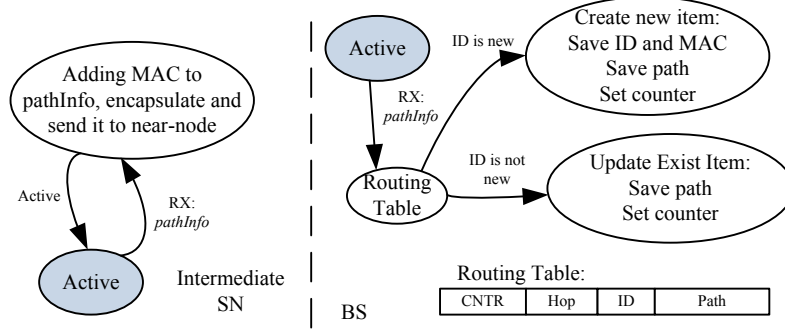 Adding MAC to
pathInfo, encapsulate and
send it to near-node
Active
RX:
pathInfo
Active
Intermediate
SN
Active
ID is new
Create new item:
Save ID and MAC
Save path
Set counter
RX:
pathInfo
Routing
Table
ID is not
new
Update Exist Item:
Save path
Set counter
BS
Routing Table:
CNTR Hop ID Path